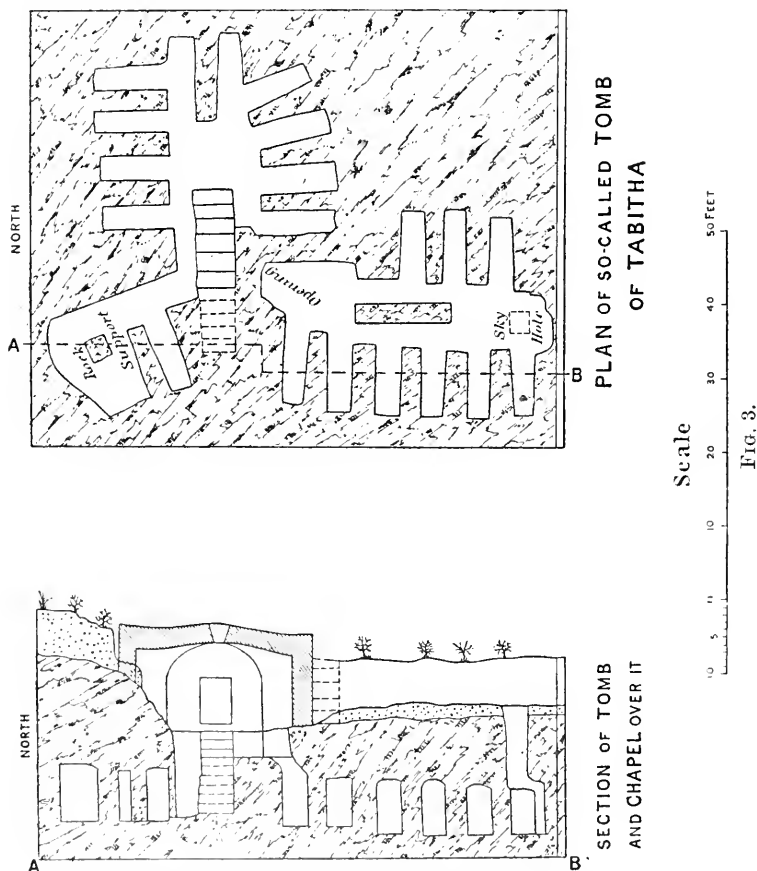 NORTH
A
Rock
Support
Opening
Sky
Hole
B
PLAN OF SO-CALLED TOMB
OF TABITHA
NORTH
A
B
SECTION OF TOMB
AND CHAPEL OVER IT
10 5 10 20 30 40 50 FEET
Scale
FIG. 3.